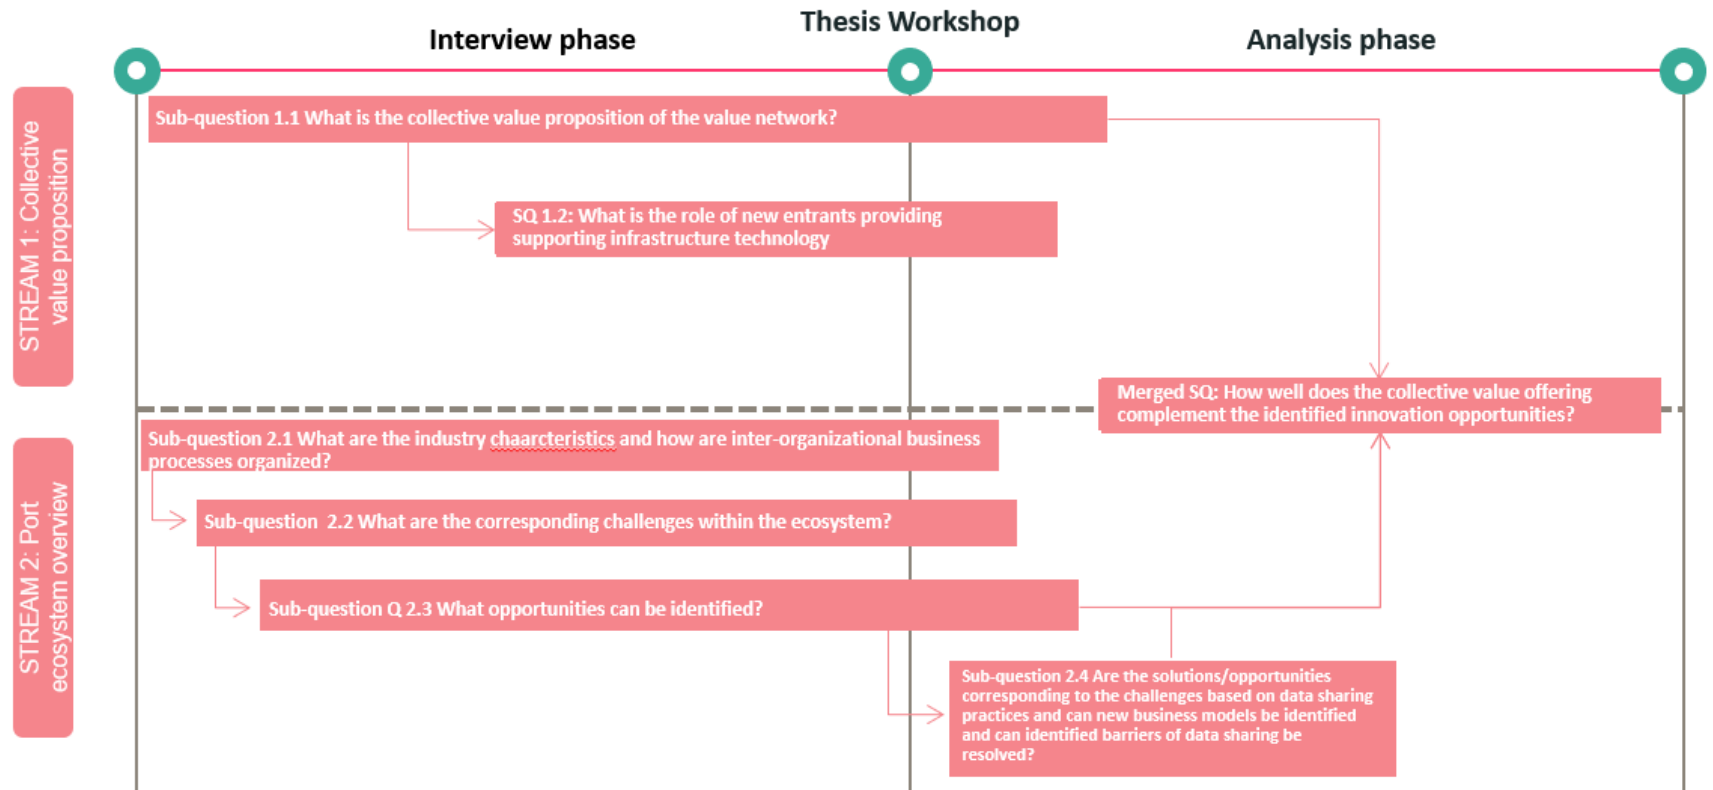 Interview phase
Thesis Workshop
Analysis phase
STREAM 1: Collective
value proposition
Sub-question 1.1 What is the collective value proposition of the value network?
SQ 1.2: What is the role of new entrants providing
supporting infrastructure technology
Merged SQ: How well does the collective value offering
complement the identified innovation opportunities?
STREAM 2: Port
ecosystem overview
Sub-question 2.1 What are the industry chaarcteristics and how are inter-organizational business
processes organized?
Sub-question 2.2 What are the corresponding challenges within the ecosystem?
Sub-question Q 2.3 What opportunities can be identified?
Sub-question 2.4 Are the solutions/opportunities
corresponding to the challenges based on data sharing
practices and can new business models be identified
and can identified barriers of data sharing be
resolved?